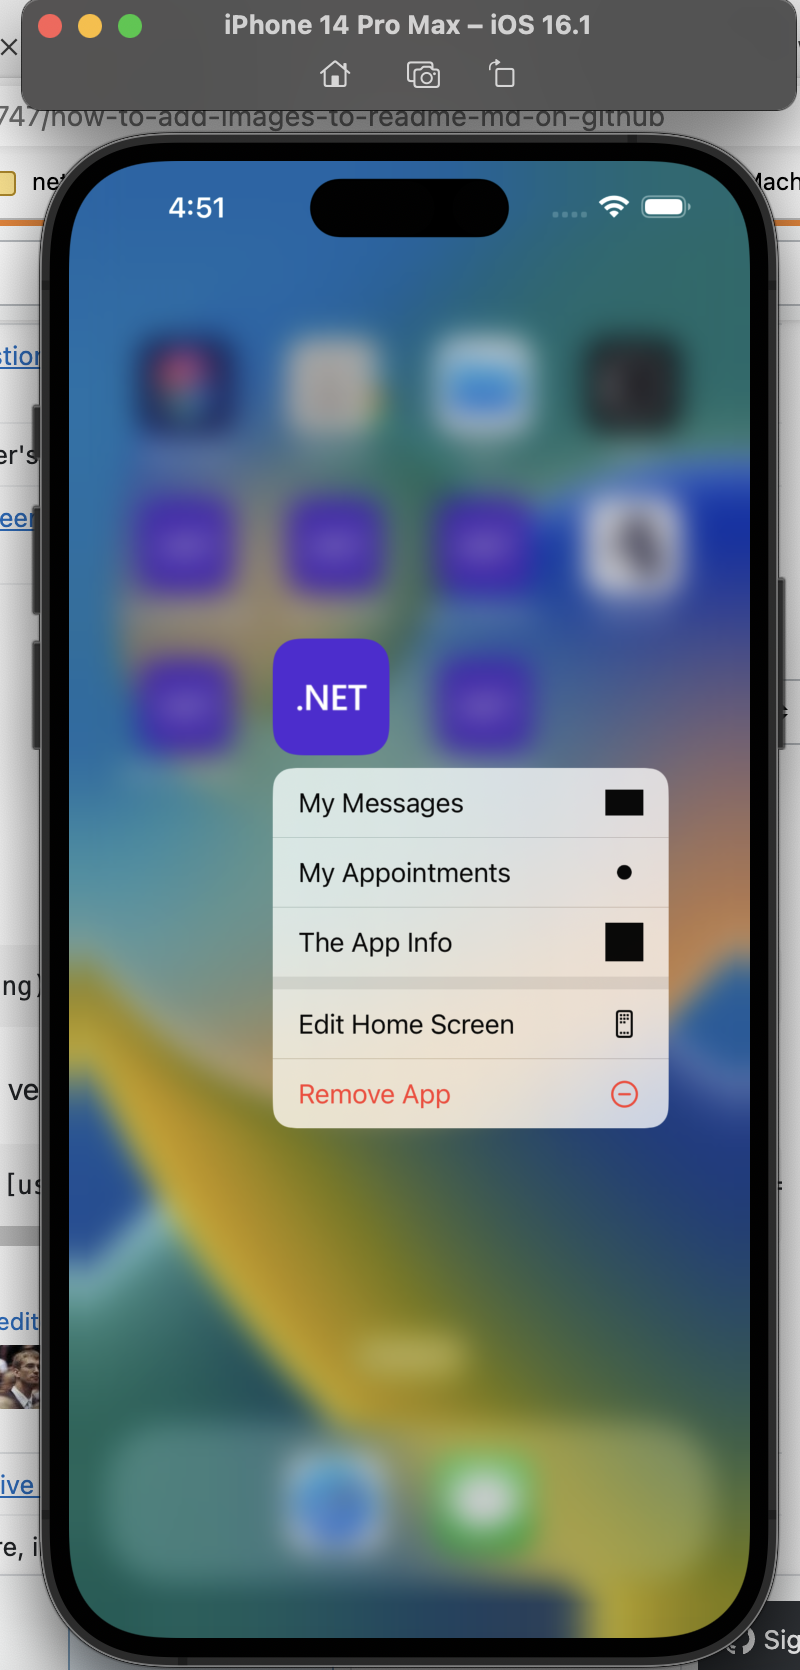 iPhone 14 Pro Max – iOS 16.1
747/how-to-add-images-to-readme-md-on-github
net
Mach
4:51
stion
er's
eer
.NET
My Messages
My Appointments
The App Info
ng)
Edit Home Screen
ve
Remove App
[us
edit
ive
re, i
Sig